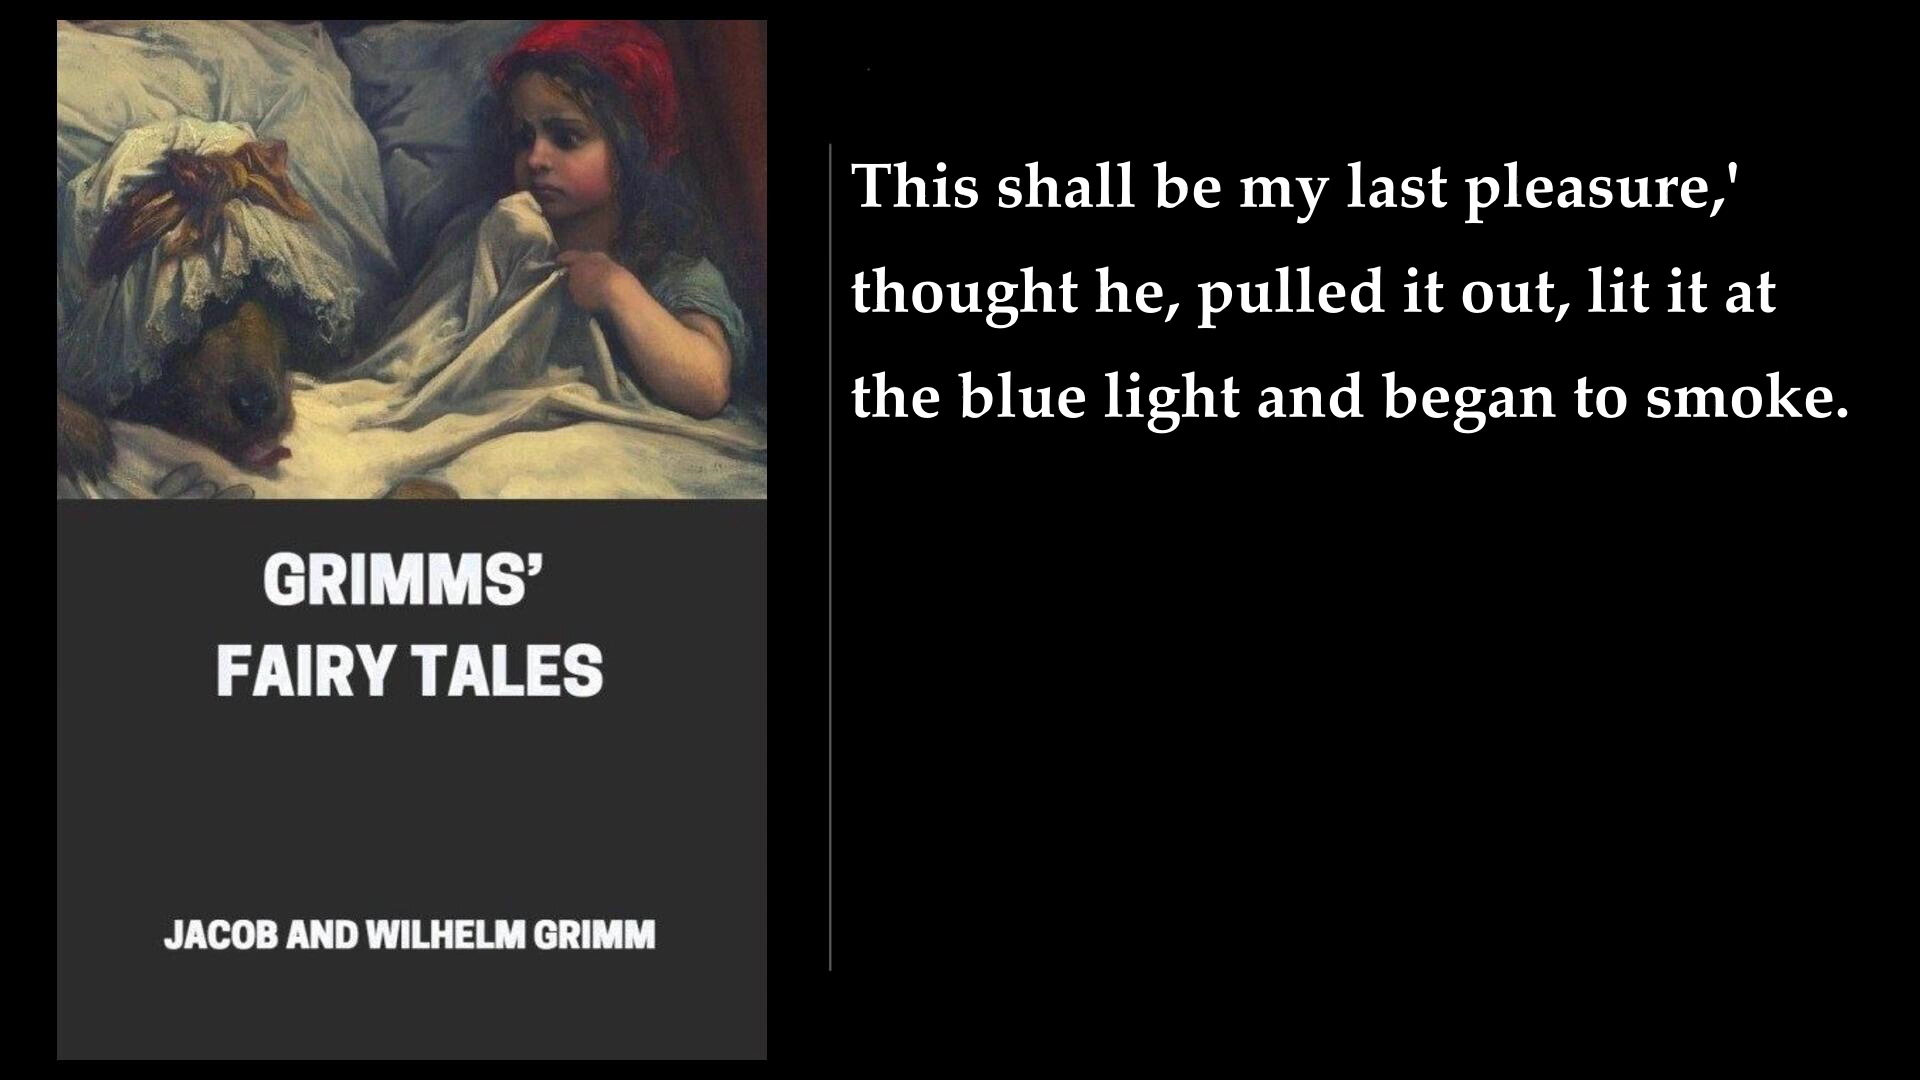 GRIMMS’
FAIRY TALES
JACOB AND WILHELM GRIMM
This shall be my last pleasure,'
thought he, pulled it out, lit it at
the blue light and began to smoke.